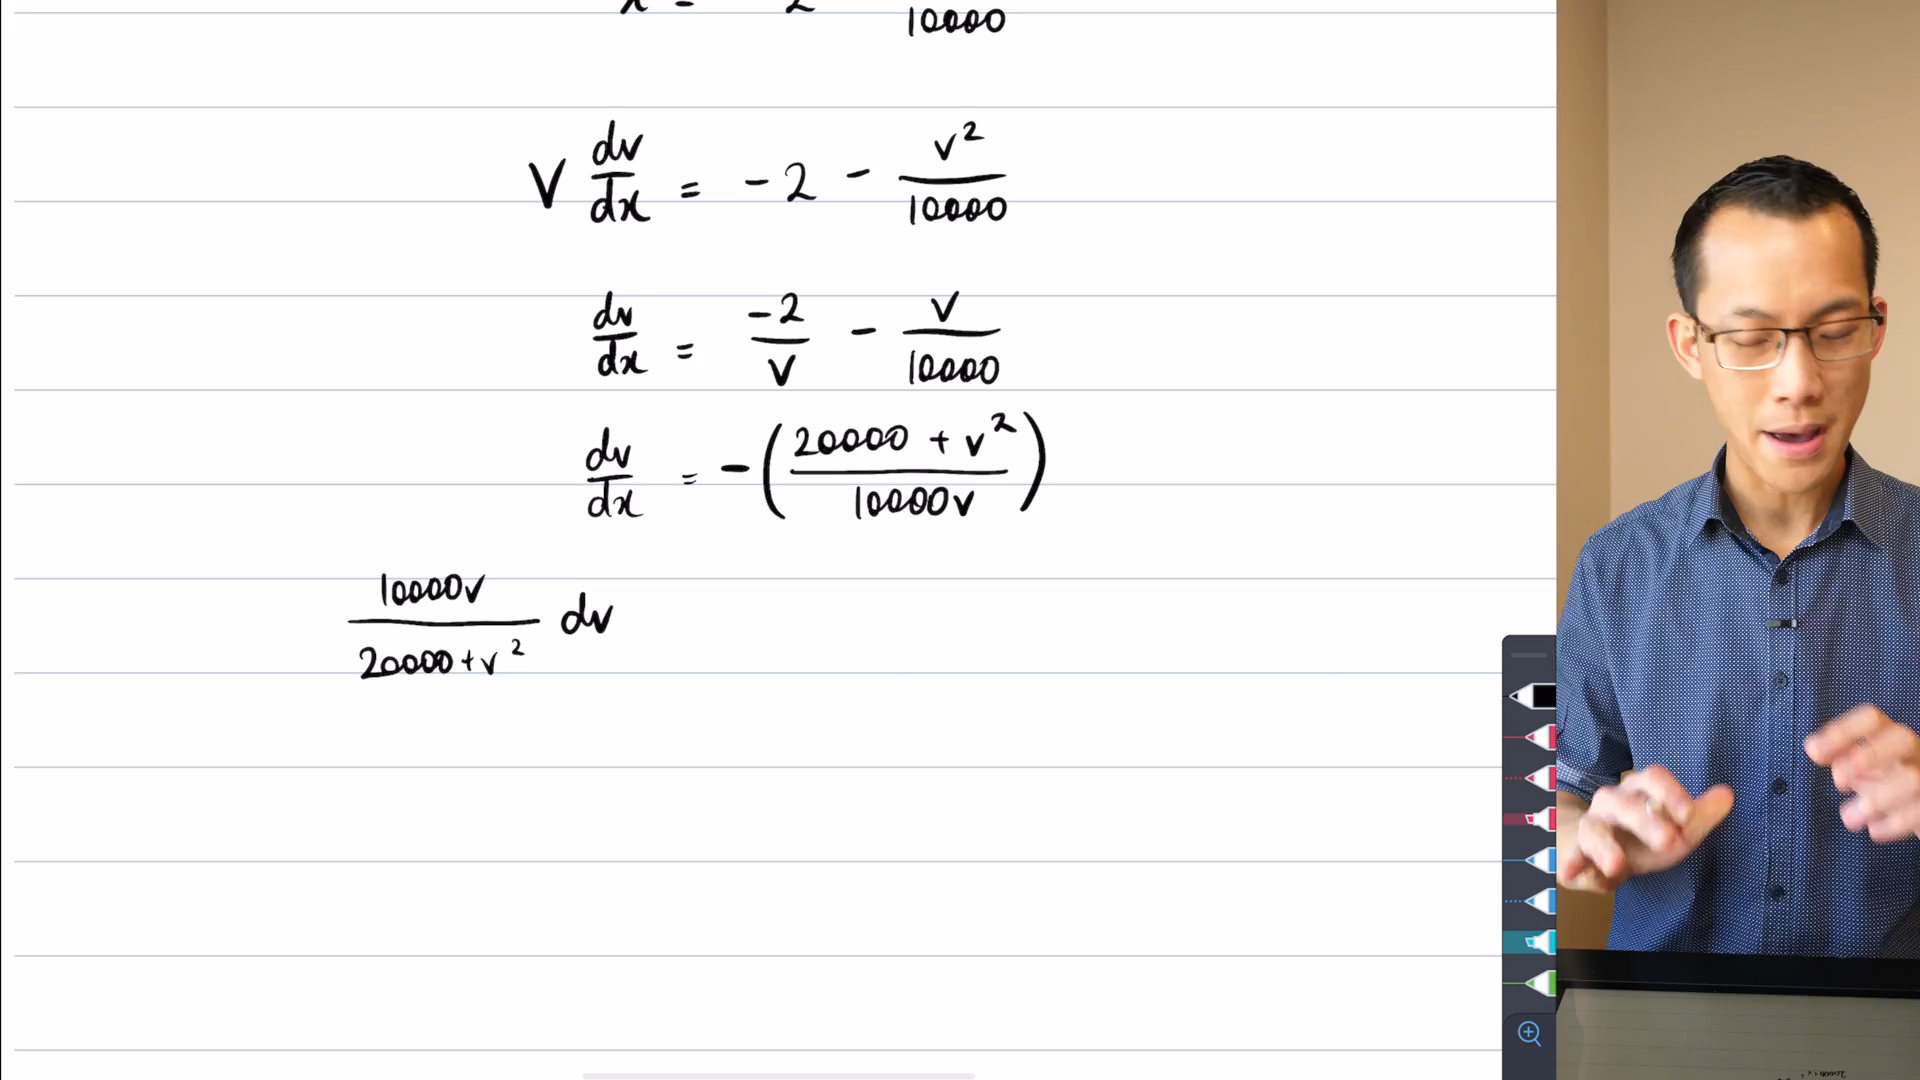 ẍ = -2 - /10000
V dv/dx = -2 - v²/10000
dv/dx = -2/v - v/10000
dv/dx = -(20000 + v²/10000v)
10000v/20000+v² dv